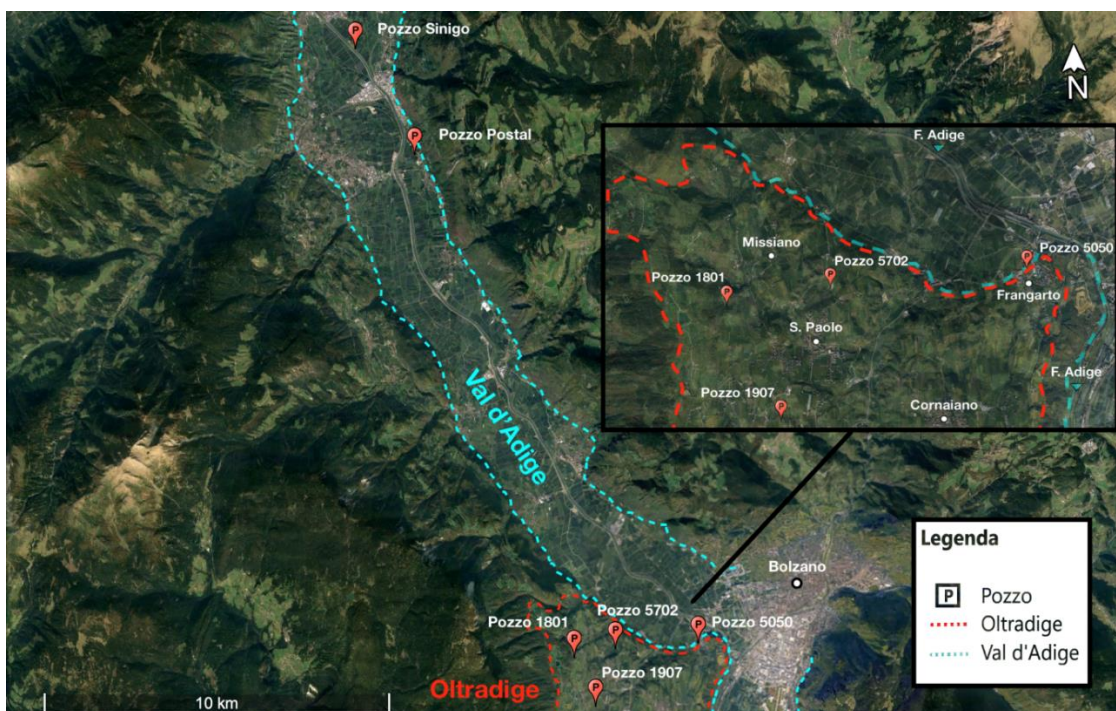 P
Pozzo Sinigo
N
P
Pozzo Postal
F. Adige
Missiano
Pozzo 5702
P
Pozzo 5050
P
Pozzo 1801
P
Frangarto
S. Paolo
F. Adige
Pozzo 1907
P
Cornaiano
Val d'Adige
Bolzano
Pozzo 5702
P
Pozzo 1801
P
Pozzo 5050
P
Pozzo 1907
P
Oltradige
10 km
Legenda
P
Pozzo
Oltradige
Val d'Adige